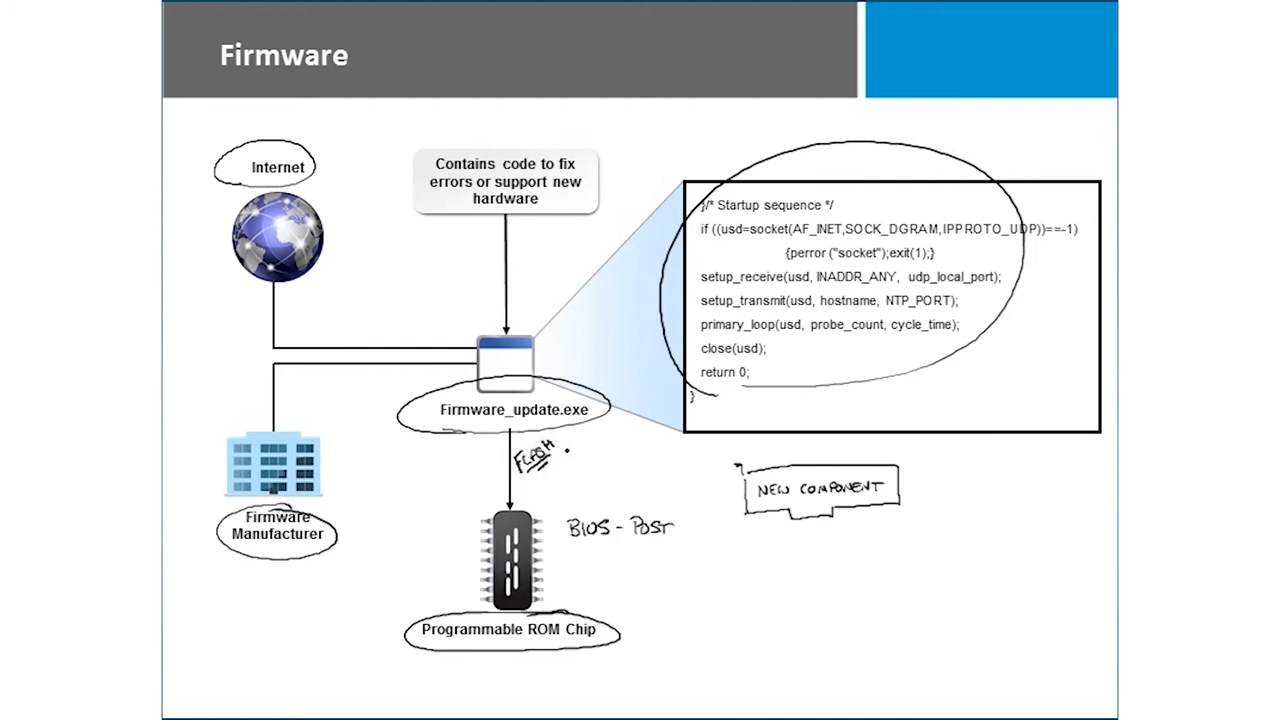 Firmware
Internet
Contains code to fix
errors or support new
hardware
}/* Startup sequence */
if ((usd=socket(AF_INET,SOCK_DGRAM,IPPROTO_UDP))==-1)
{perror ("socket");exit(1);}
setup_receive(usd, INADDR_ANY, udp_local_port);
setup_transmit(usd, hostname, NTP_PORT);
primary_loop(usd, probe_count, cycle_time);
close(usd);
return 0;
}
Firmware_update.exe
FLASH
Firmware
Manufacturer
NEW COMPONENT
BIOS - POST
Programmable ROM Chip